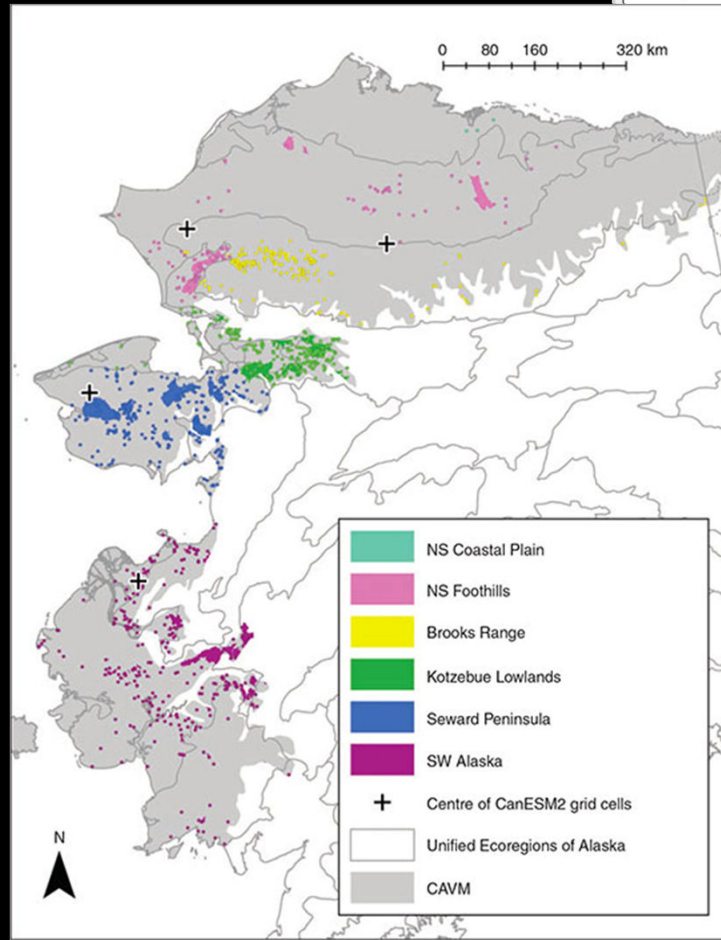 0 80 160 320 km
NS Coastal Plain
NS Foothills
Brooks Range
Kotzebue Lowlands
Seward Peninsula
SW Alaska
Centre of CanESM2 grid cells
Unified Ecoregions of Alaska
CAVM
N